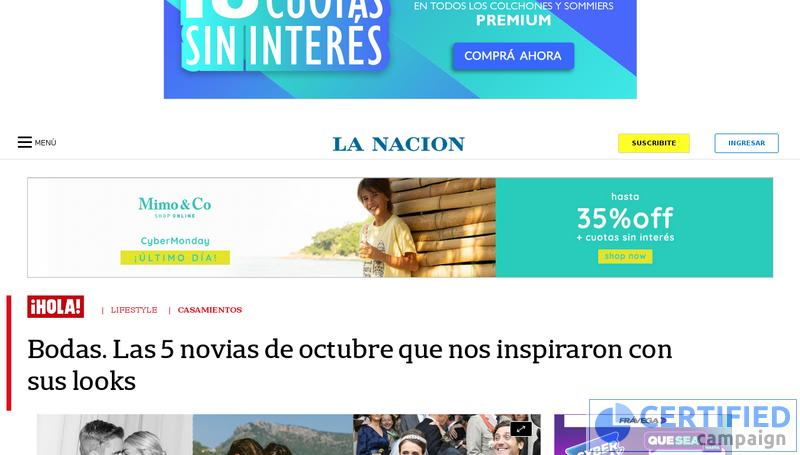 CUOTAS
SIN INTERÉS
EN TODOS LOS COLCHONES Y SOMMIERS
PREMIUM
COMPRÁ AHORA
MENÚ
LA NACION
SUSCRIBITE
INGRESAR
Mimo & Co
SHOP ONLINE
CyberMonday
¡ÚLTIMO DÍA!
hasta
35%off
+ cuotas sin interés
shop now
¡HOLA!
| LIFESTYLE | CASAMIENTOS
Bodas. Las 5 novias de octubre que nos inspiraron con
sus looks
FRÁVEGA
CYBER
QUE SEA
CERTIFIED
campaign